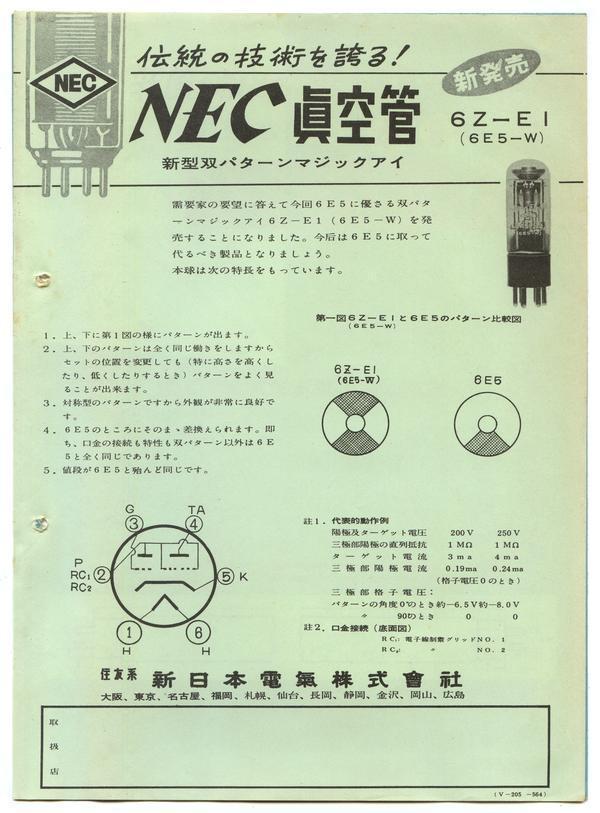 伝統の技術を誇る!
NEC
新発売
NEC 眞空管
6Z-E1
(6E5-W)
新型双パターンマジックアイ
需要家の要望に答えて今回6E5に優さる双パタ
ーンマジックアイ6Z-E1(6E5-W)を発
売することになりました。今后は6E5に取って
代るべき製品となりましょう。
本球は次の特長をもっています。
1.上、下に第1図の様にパターンが出ます。
2.上、下のパターンは全く同じ働きをしますから
セットの位置を変更しても(特に高さを高くし
たり、低くしたりするとき)パターンをよく見
ることが出来ます。
3.対称型のパターンですから外観が非常に良好で
す。
4.6E5のところにそのまゝ差換えられます。即
ち、口金の接続も特性も双パターン以外は6E
5と全く同じであります。
5.値段が6E5と殆んど同じです。
第一図6Z-E1と6E5のパターン比較図
(6E5-W)
6Z-E1
(6E5-W)
6E5
G
TA
③
④
P
RC₁
RC₂
②
⑤
K
①
⑥
H
H
註1.代表的動作例
陽極及ターゲット電圧 200V 250V
三極部陽極の直列抵抗 1MΩ 1MΩ
ターゲット電流 3ma 4ma
三極部陽極電流 0.19ma 0.24ma
(格子電圧0のとき)
三極部格子電圧:
パターンの角度0°のとき約-6.5V約-8.0V
〃 90°のとき 0 0
註2.口金接続(底面図)
RC₁:電子線制禦グリッドNO.1
RC₂: 〃 NO.2
住友系 新日本電氣株式會社
大阪、東京、名古屋、福岡、札幌、仙台、長岡、静岡、金沢、岡山、広島
取
扱
店
(V-205-564)